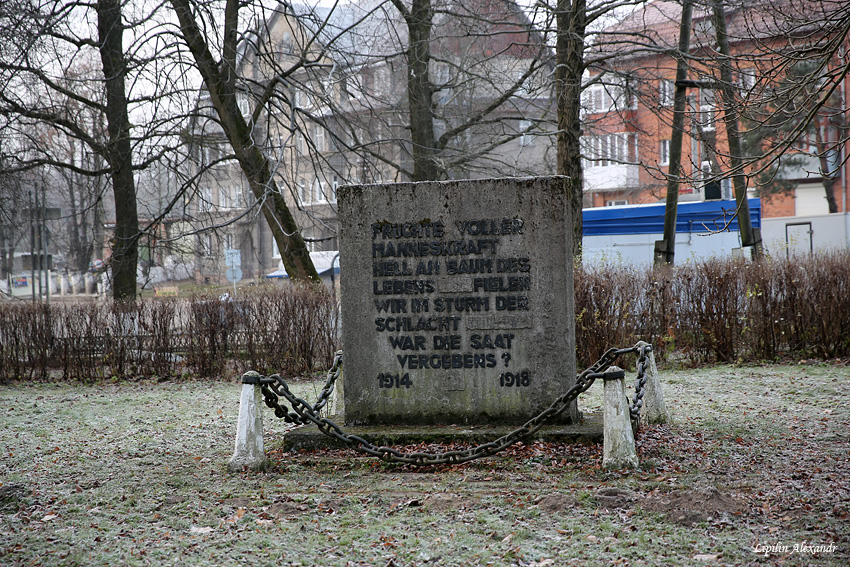 FRÜCHTE VOLLER
MANNESKRAFT
HELL AM BAUM DES
LEBENS FIELEN
WIR IM STURM DER
SCHLACHT
WAR DIE SAAT
VERGEBENS?
1914 1918
Lipilin Alexandr